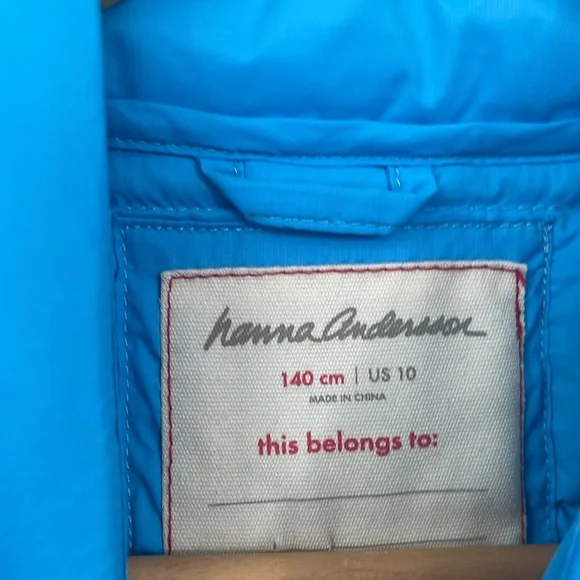 hanna Andersson
140 cm | US 10
MADE IN CHINA
this belongs to: